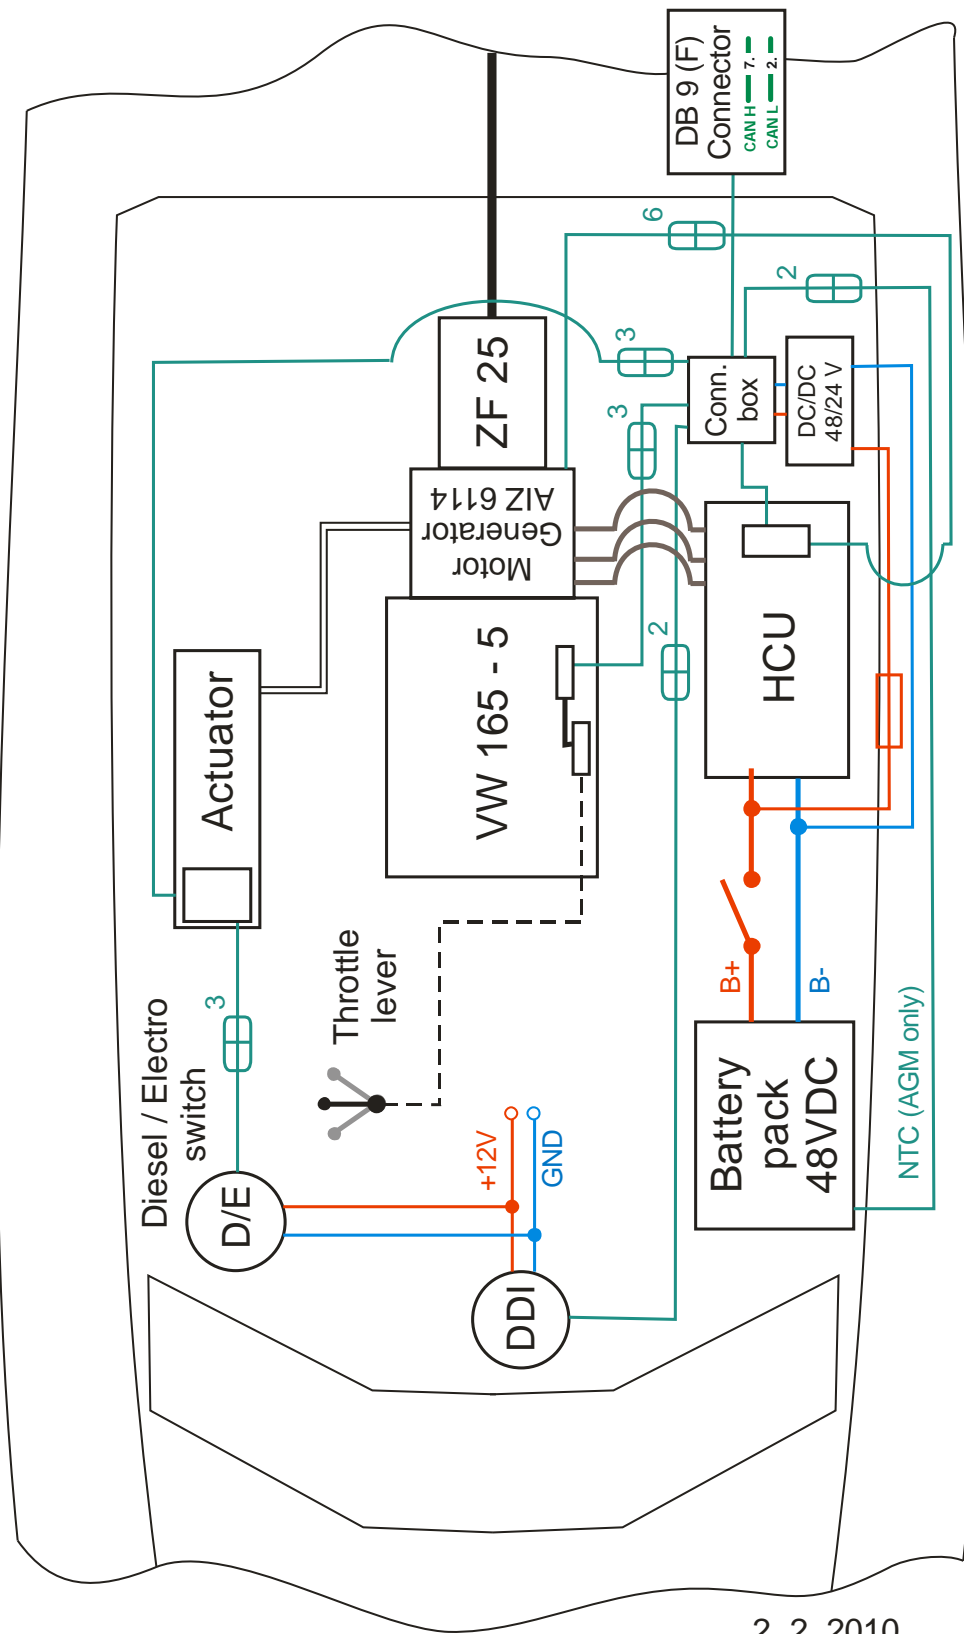 DB 9 (F)
Connector
CAN H 7.
CAN L 2.
6
2
3
3
ZF 25
Conn.
box
DC/DC
48/24 V
Motor
Generator
AIZ 6114
VW 165 - 5
2
HCU
Actuator
3
Diesel / Electro
switch
Throttle
lever
D/E
+12V
GND
DDI
B+
B-
Battery
pack
48VDC
NTC (AGM only)
2. 2. 2010